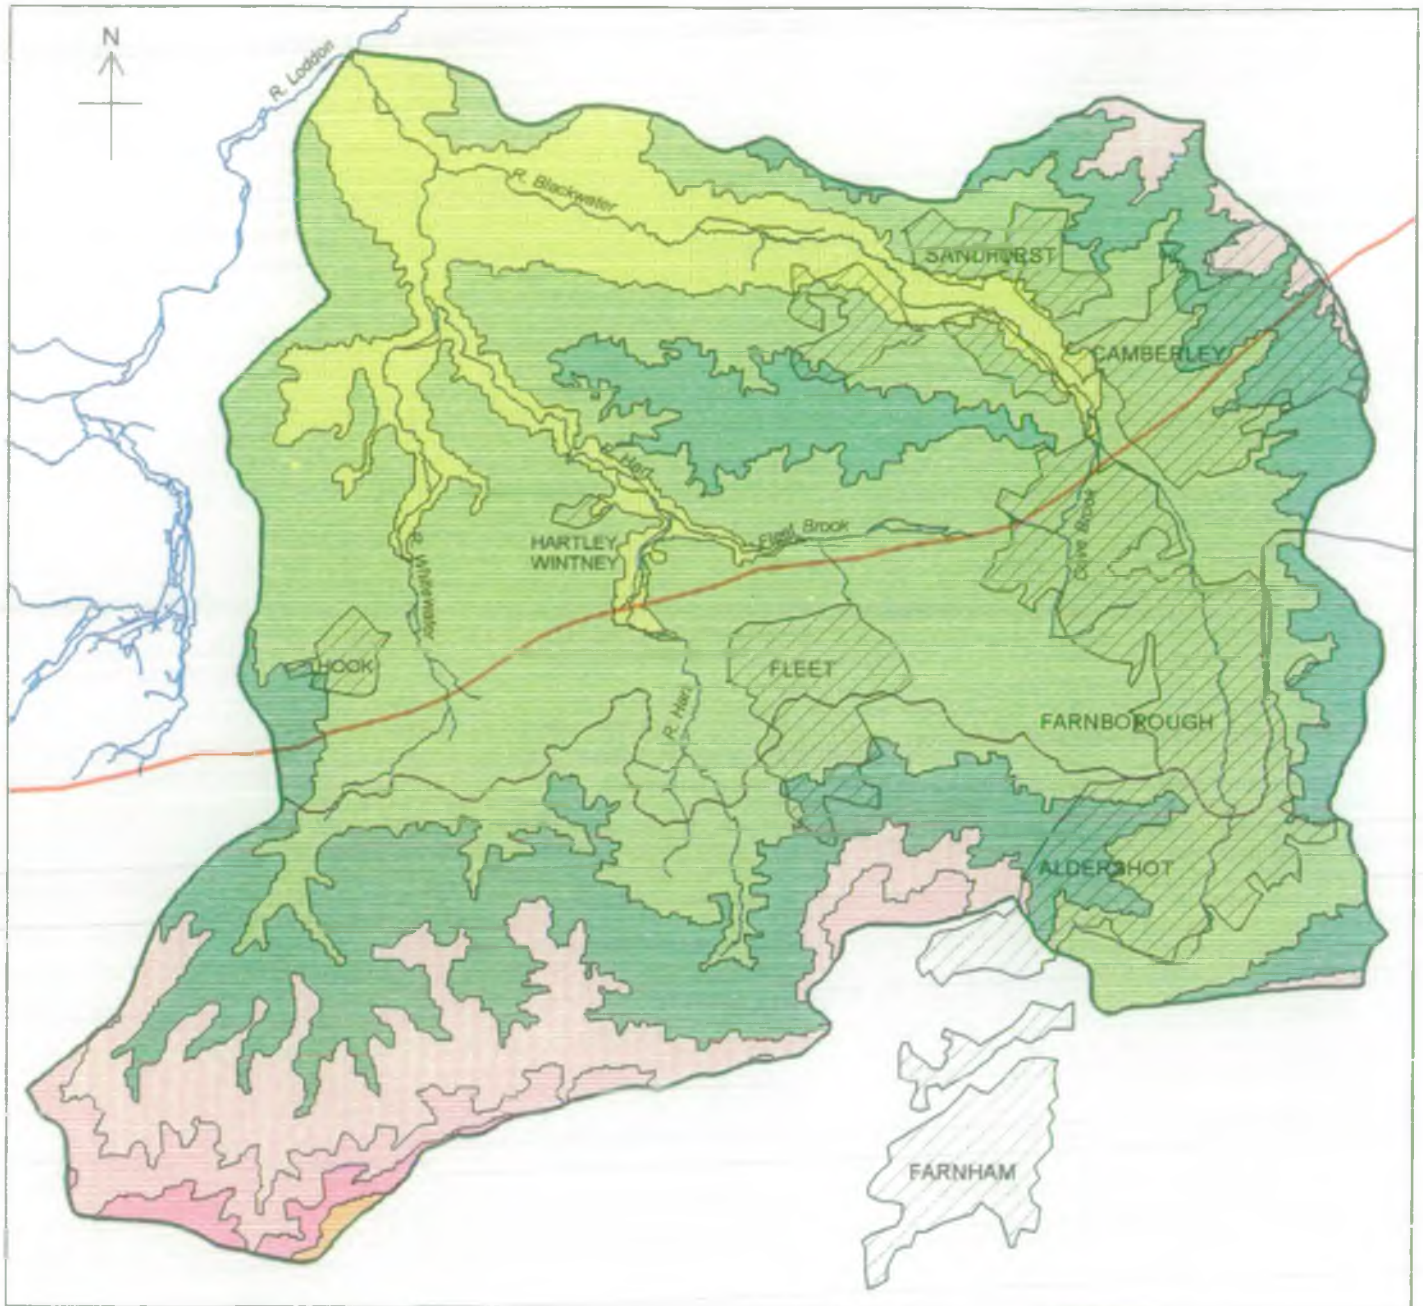 N
R. Loddon
R. Blackwater
SANDHURST
CAMBERLEY
R. Hart
Fleet Brook
Cove Brook
HARTLEY
WINTNEY
R. Whitewater
HOOK
FLEET
R. Hart
FARNBOROUGH
ALDERSHOT
FARNHAM